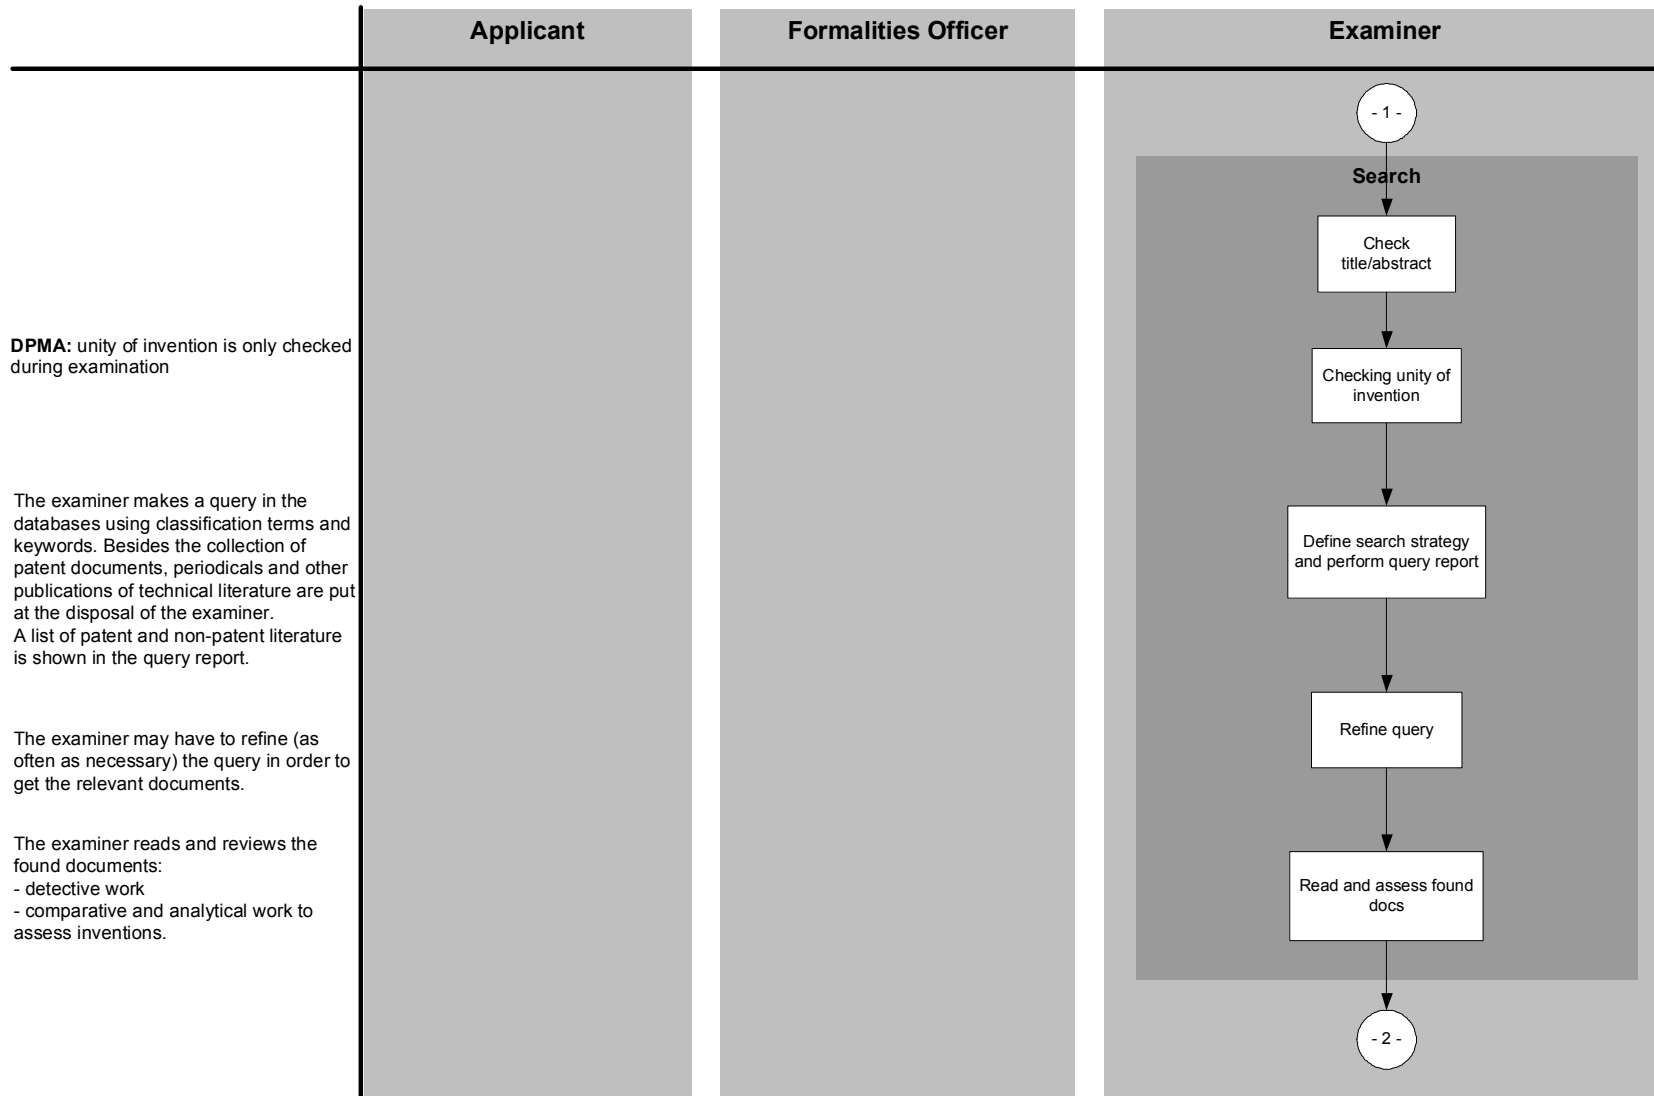 Applicant
Formalities Officer
Examiner
- 1 -
Search
Check
title/abstract
DPMA: unity of invention is only checked
during examination
Checking unity of
invention
The examiner makes a query in the
databases using classification terms and
keywords. Besides the collection of
patent documents, periodicals and other
publications of technical literature are put
at the disposal of the examiner.
A list of patent and non-patent literature
is shown in the query report.
Define search strategy
and perform query report
The examiner may have to refine (as
often as necessary) the query in order to
get the relevant documents.
Refine query
The examiner reads and reviews the
found documents:
- detective work
- comparative and analytical work to
assess inventions.
Read and assess found
docs
- 2 -